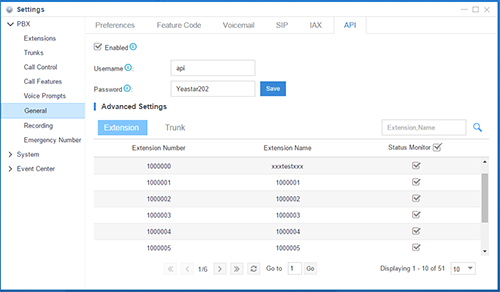 Settings
PBX
Extensions
Trunks
Call Control
Call Features
Voice Prompts
General
Recording
Emergency Number
System
Event Center
Preferences Feature Code Voicemail SIP IAX API
Enabled
Username : api
Password : Yeastar202 Save
Advanced Settings
Extension Trunk Extension,Name
Extension Number Extension Name Status Monitor
1000000 xxxtestxxx
1000001 1000001
1000002 1000002
1000003 1000003
1000004 1000004
1000005 1000005
1/6 Go to 1 Go Displaying 1 - 10 of 51 10